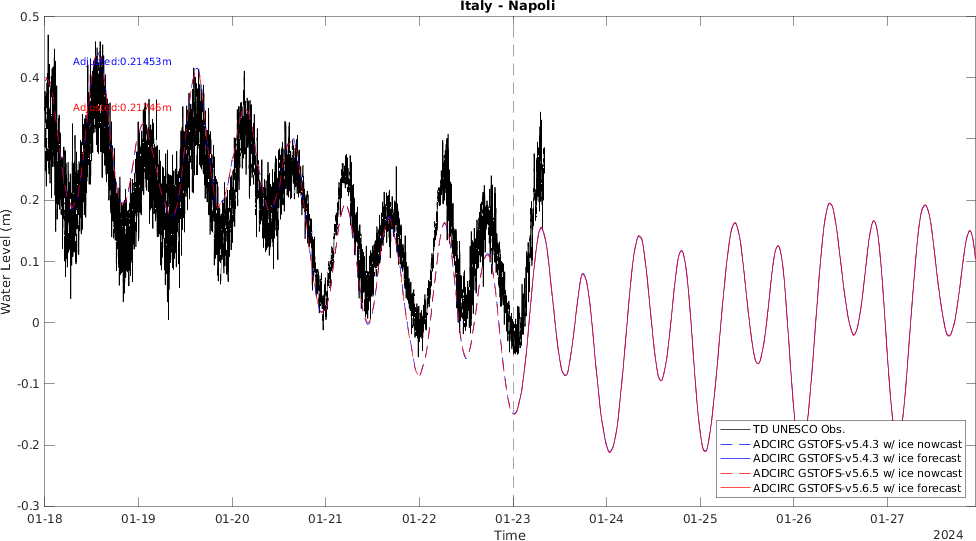 Italy - Napoli
Water Level (m)
0.5
0.4
0.3
0.2
0.1
0
-0.1
-0.2
-0.3
Adjusted:0.21453m
TD UNESCO Obs.
ADCIRC GSTOFS-v5.4.3 w/ ice nowcast
ADCIRC GSTOFS-v5.4.3 w/ ice forecast
ADCIRC GSTOFS-v5.6.5 w/ ice nowcast
ADCIRC GSTOFS-v5.6.5 w/ ice forecast
01-18 01-19 01-20 01-21 01-22 01-23 01-24 01-25 01-26 01-27
Time
2024